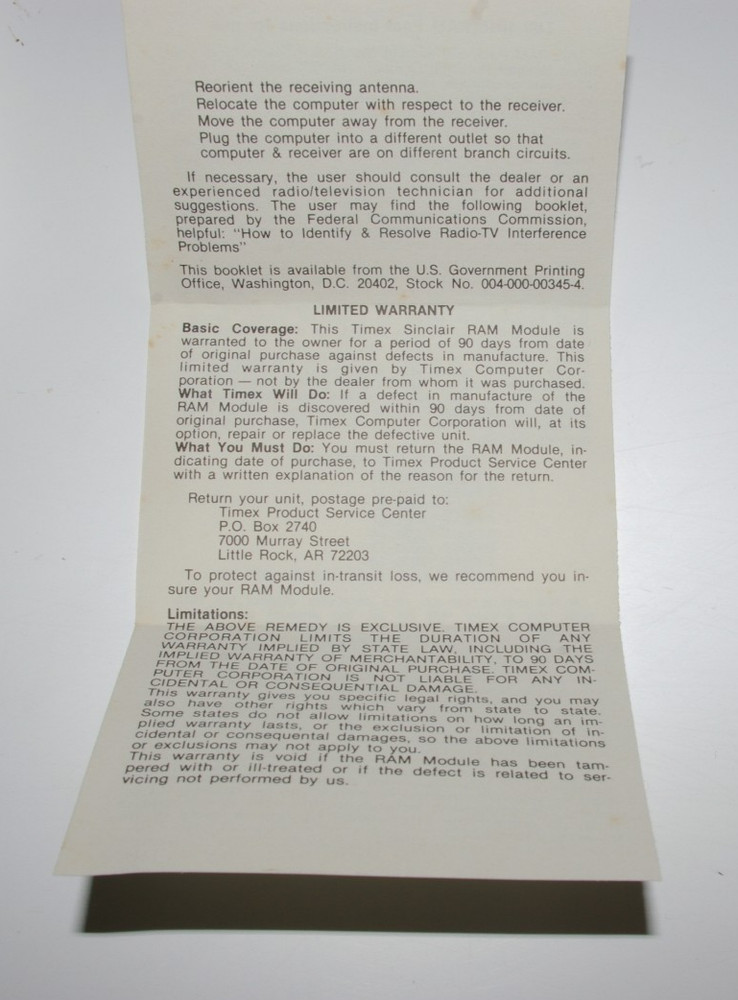 Reorient the receiving antenna.
Relocate the computer with respect to the receiver.
Move the computer away from the receiver.
Plug the computer into a different outlet so that
computer & receiver are on different branch circuits.
If necessary, the user should consult the dealer or an
experienced radio/television technician for additional
suggestions. The user may find the following booklet,
prepared by the Federal Communications Commission,
helpful: "How to Identify & Resolve Radio-TV Interference
Problems"
This booklet is available from the U.S. Government Printing
Office, Washington, D.C. 20402, Stock No. 004-000-00345-4.
LIMITED WARRANTY
Basic Coverage: This Timex Sinclair RAM Module is
warranted to the owner for a period of 90 days from date
of original purchase against defects in manufacture. This
limited warranty is given by Timex Computer Cor-
poration — not by the dealer from whom it was purchased.
What Timex Will Do: If a defect in manufacture of the
RAM Module is discovered within 90 days from date of
original purchase, Timex Computer Corporation will, at its
option, repair or replace the defective unit.
What You Must Do: You must return the RAM Module, in-
dicating date of purchase, to Timex Product Service Center
with a written explanation of the reason for the return.
Return your unit, postage pre-paid to:
Timex Product Service Center
P.O. Box 2740
7000 Murray Street
Little Rock, AR 72203
To protect against in-transit loss, we recommend you in-
sure your RAM Module.
Limitations:
THE ABOVE REMEDY IS EXCLUSIVE. TIMEX COMPUTER
CORPORATION LIMITS THE DURATION OF ANY
WARRANTY IMPLIED BY STATE LAW, INCLUDING THE
IMPLIED WARRANTY OF MERCHANTABILITY, TO 90 DAYS
FROM THE DATE OF ORIGINAL PURCHASE. TIMEX COM-
PUTER CORPORATION IS NOT LIABLE FOR ANY IN-
CIDENTAL OR CONSEQUENTIAL DAMAGE.
This warranty gives you specific legal rights, and you may
also have other rights which vary from state to state.
Some states do not allow limitations on how long an im-
plied warranty lasts, or the exclusion or limitation of in-
cidental or consequential damages, so the above limitations
or exclusions may not apply to you.
This warranty is void if the RAM Module has been tam-
pered with or ill-treated or if the defect is related to ser-
vicing not performed by us.